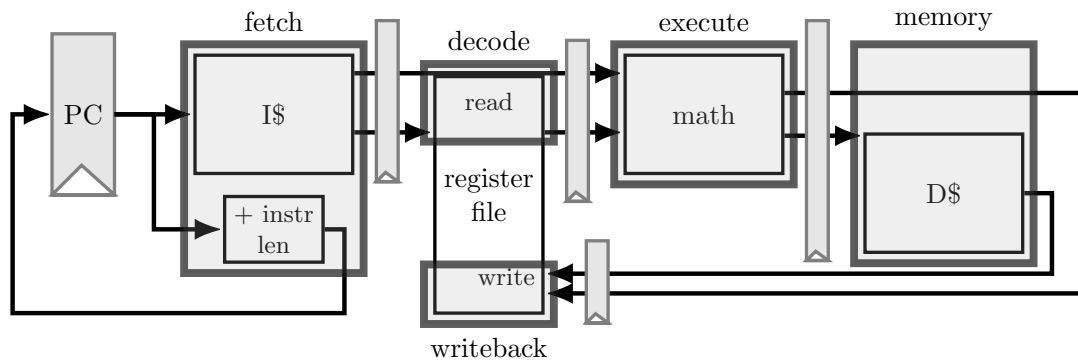 fetch
decode
execute
memory
PC
I$
read
math
register
file
D$
+ instr
len
write
writeback